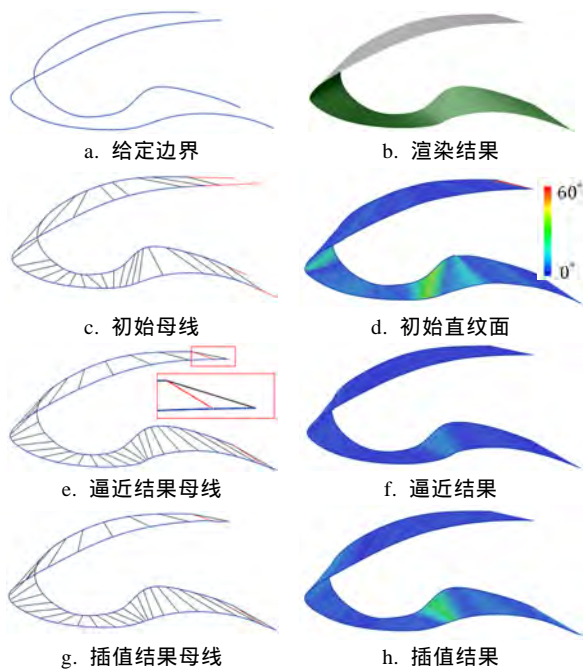 a. 给定边界
b. 渲染结果
60°
0°
c. 初始母线
d. 初始直纹面
e. 逼近结果母线
f. 逼近结果
g. 插值结果母线
h. 插值结果